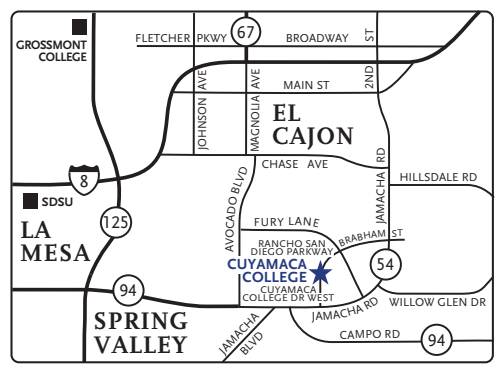 GROSSMONT
COLLEGE
FLETCHER PKWY
67
BROADWAY
2ND ST
JOHNSON AVE
MAGNOLIA AVE
MAIN ST
EL
CAJON
CHASE AVE
8
SDSU
JAMACHA RD
HILLSDALE RD
LA
MESA
125
AVOCADO BLVD
FURY LANE
RANCHO SAN
DIEGO PARKWAY
BRABHAM ST
CUYAMACA
COLLEGE
54
CUYAMACA
COLLEGE DR WEST
94
JAMACHA RD
WILLOW GLEN DR
SPRING
VALLEY
JAMACHA
BLVD
CAMPO RD
94